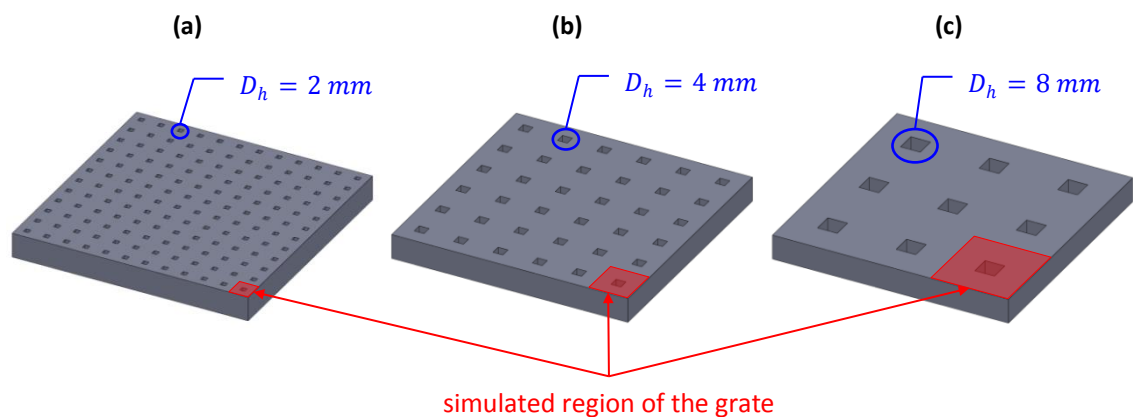 (a)
(b)
(c)
D_h = 2 mm
D_h = 4 mm
D_h = 8 mm
simulated region of the grate